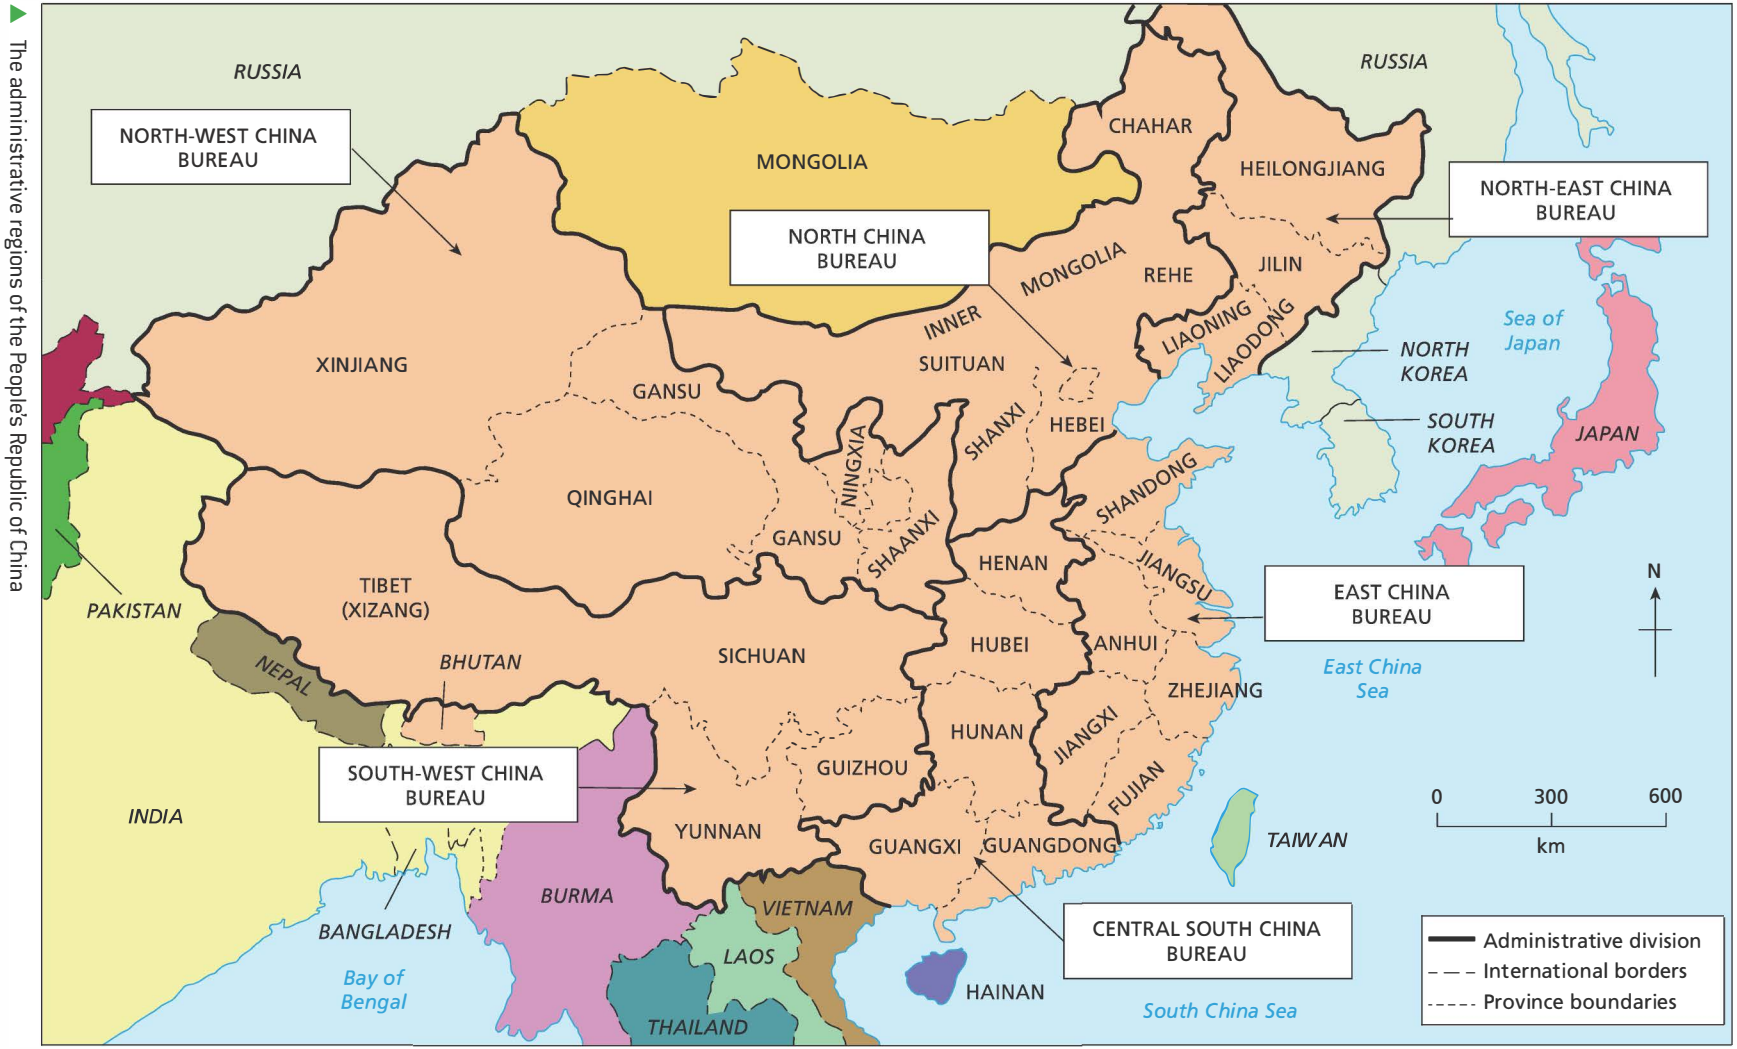 The administrative regions of the People's Republic of China
RUSSIA
RUSSIA
NORTH-WEST CHINA
BUREAU
MONGOLIA
CHAHAR
HEILONGJIANG
NORTH-EAST CHINA
BUREAU
NORTH CHINA
BUREAU
MONGOLIA
REHE
JILIN
INNER
LIAONING
LIAODONG
Sea of
Japan
XINJIANG
GANSU
SUITUAN
NORTH
KOREA
SHANXI
HEBEI
SOUTH
KOREA
JAPAN
NINGXIA
QINGHAI
SHANDONG
GANSU
SHAANXI
HENAN
JIANGSU
TIBET
(XIZANG)
PAKISTAN
EAST CHINA
BUREAU
N
HUBEI
ANHUI
SICHUAN
BHUTAN
NEPAL
East China
Sea
ZHEJIANG
HUNAN
JIANGXI
GUIZHOU
FUJIAN
SOUTH-WEST CHINA
BUREAU
INDIA
YUNNAN
GUANGXI
GUANGDONG
TAIWAN
0 300 600
km
BURMA
VIETNAM
BANGLADESH
LAOS
CENTRAL SOUTH CHINA
BUREAU
Bay of
Bengal
HAINAN
South China Sea
THAILAND
Administrative division
International borders
Province boundaries